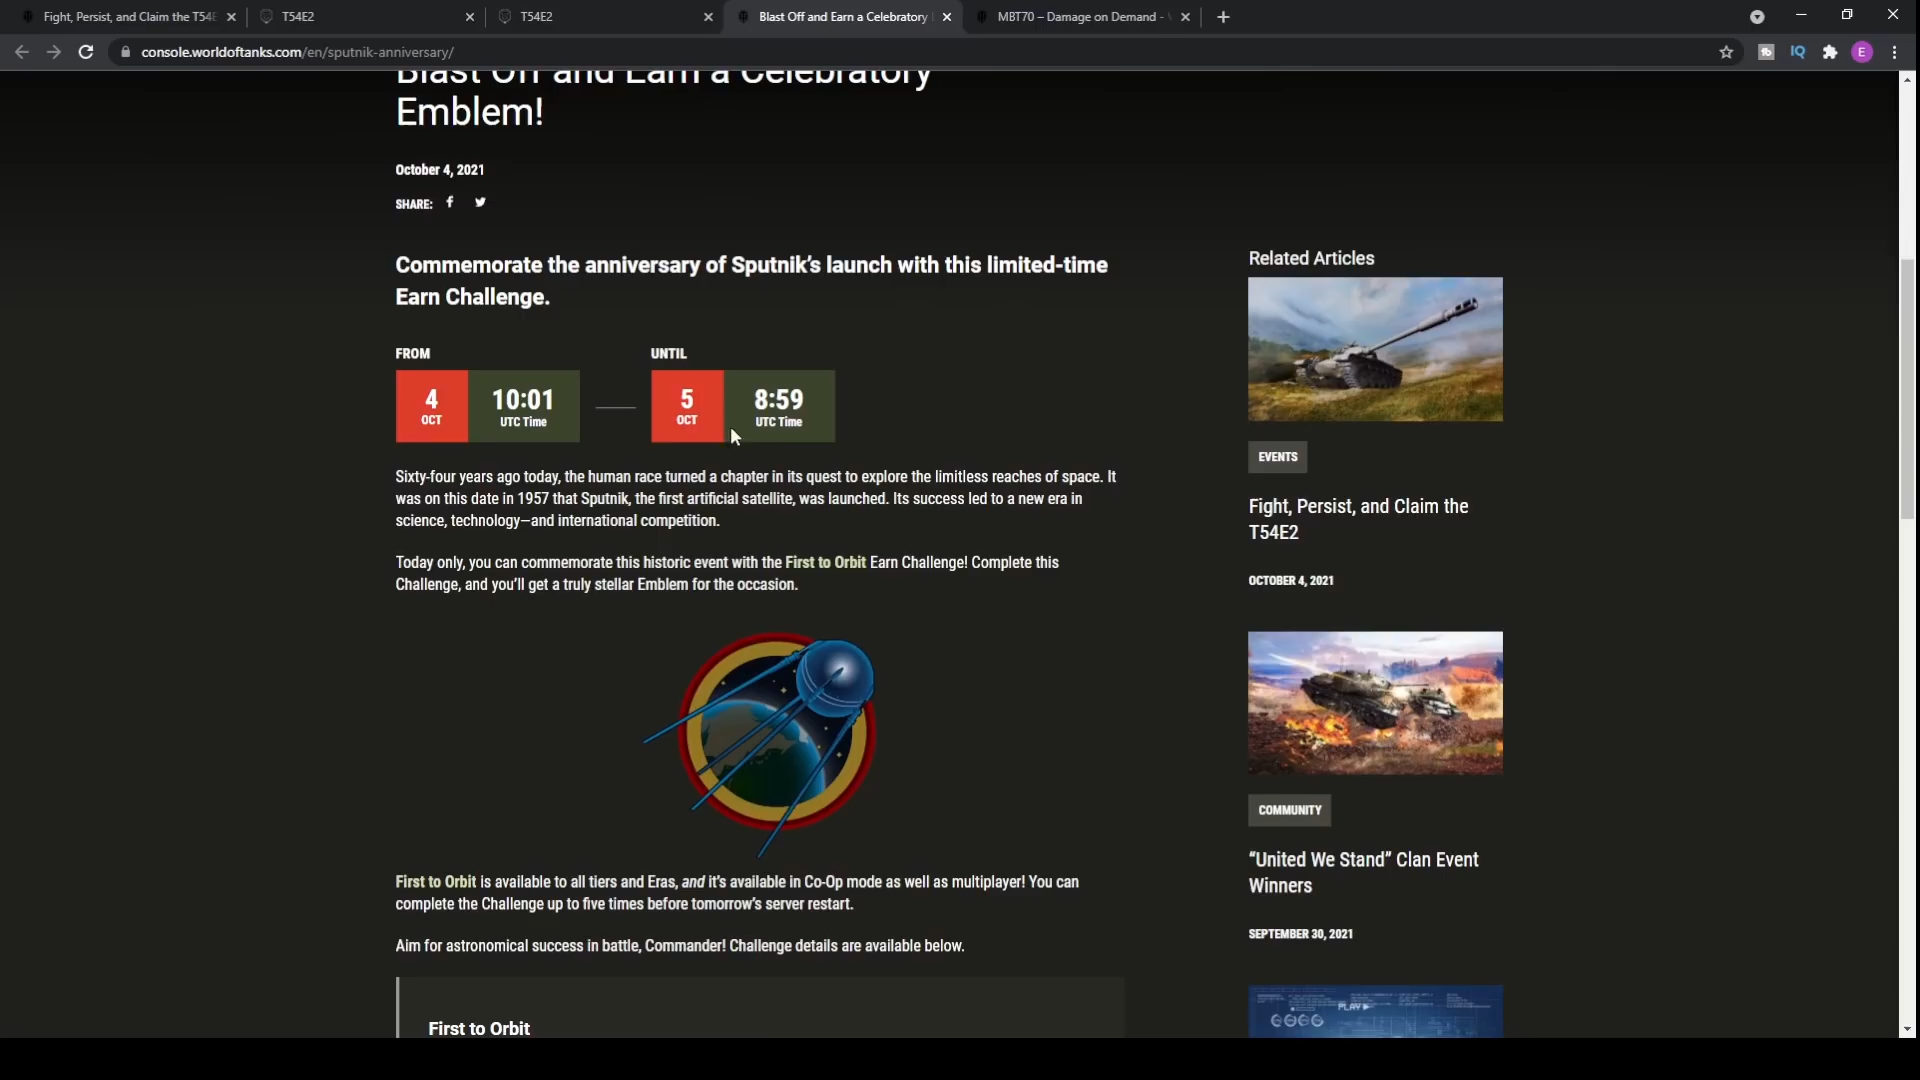 Fight, Persist, and Claim the T54E
T54E2
T54E2
Blast Off and Earn a Celebratory
MBT70 – Damage on Demand -
console.worldoftanks.com/en/sputnik-anniversary/
IQ
E
Blast Off and Earn a Celebratory
Emblem!
October 4, 2021
SHARE:
Commemorate the anniversary of Sputnik's launch with this limited-time
Earn Challenge.
FROM
UNTIL
4
OCT
10:01
UTC Time
5
OCT
8:59
UTC Time
Sixty-four years ago today, the human race turned a chapter in its quest to explore the limitless reaches of space. It
was on this date in 1957 that Sputnik, the first artificial satellite, was launched. Its success led to a new era in
science, technology—and international competition.
Today only, you can commemorate this historic event with the First to Orbit Earn Challenge! Complete this
Challenge, and you'll get a truly stellar Emblem for the occasion.
First to Orbit is available to all tiers and Eras, and it's available in Co-Op mode as well as multiplayer! You can
complete the Challenge up to five times before tomorrow's server restart.
Aim for astronomical success in battle, Commander! Challenge details are available below.
First to Orbit
Related Articles
EVENTS
Fight, Persist, and Claim the
T54E2
OCTOBER 4, 2021
COMMUNITY
“United We Stand” Clan Event
Winners
SEPTEMBER 30, 2021
PLAY